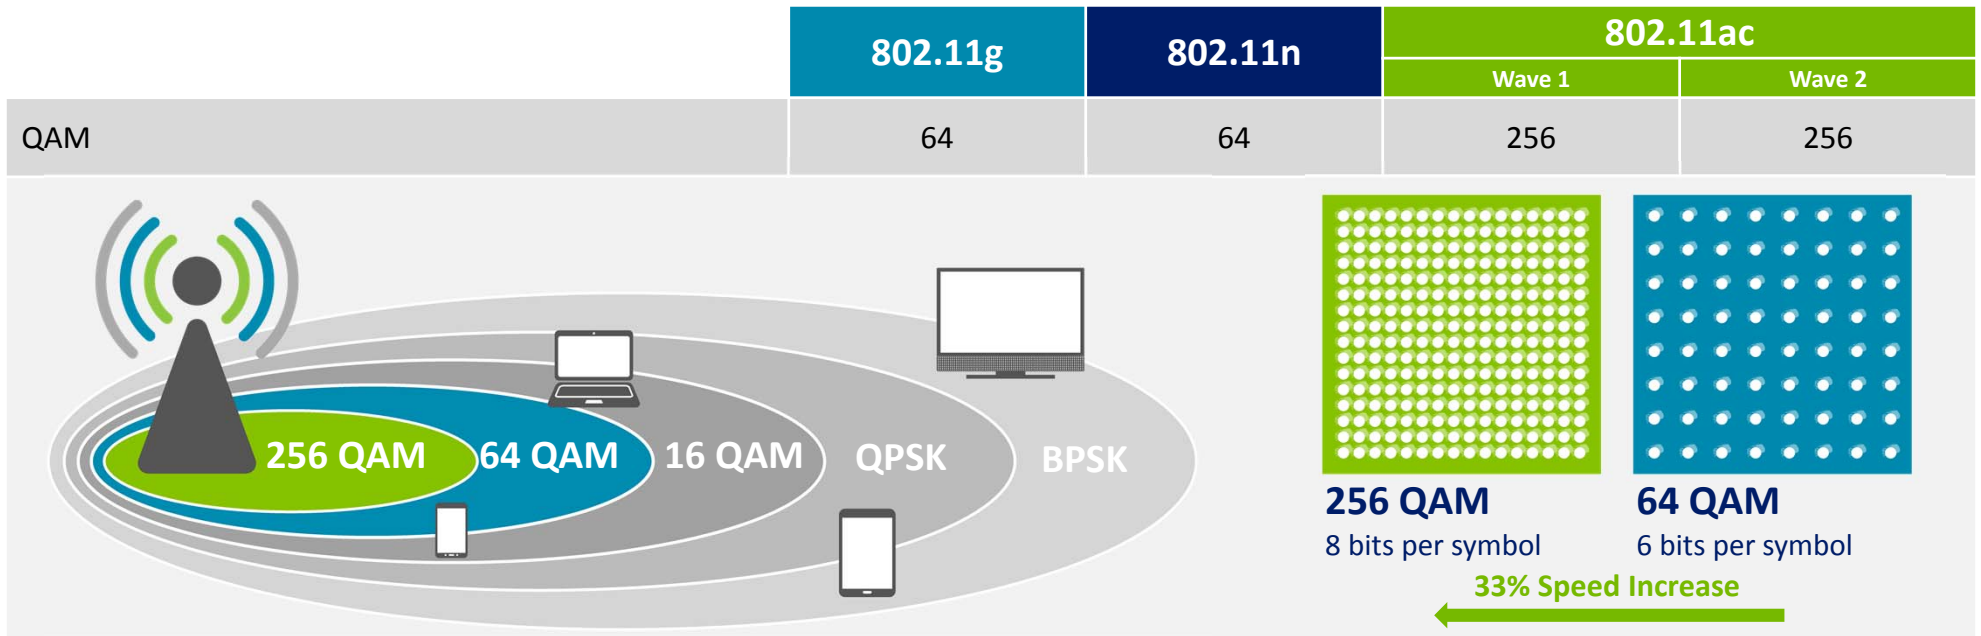 802.11g 802.11n 802.11ac
Wave 1 Wave 2
QAM 64 64 256 256
256 QAM 64 QAM 16 QAM QPSK BPSK
256 QAM 64 QAM
8 bits per symbol 6 bits per symbol
33% Speed Increase